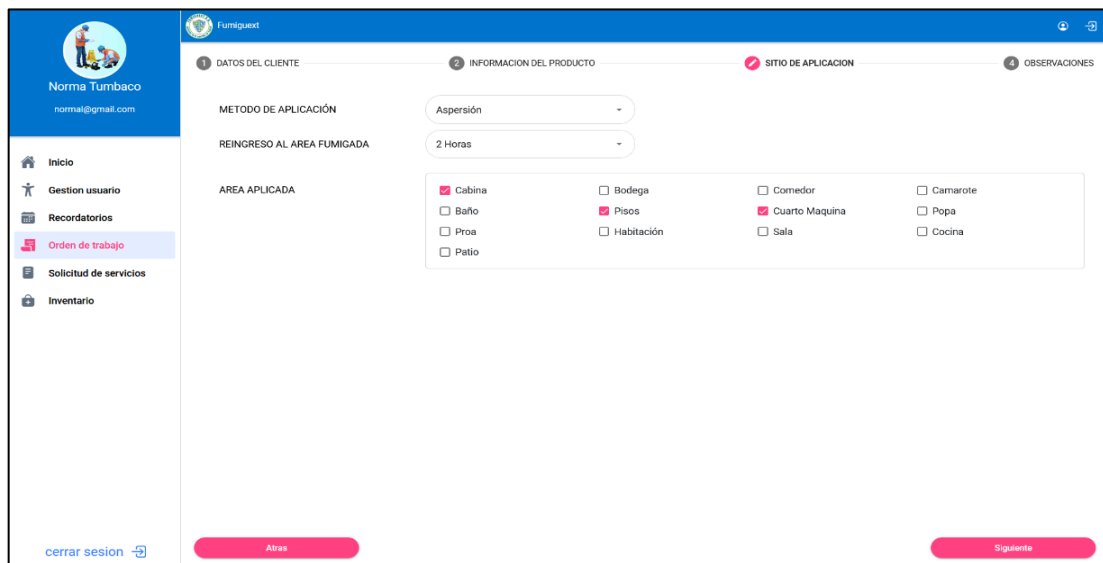 Fumiguext
Norma Tumbaco
normal@gmail.com
Inicio
Gestion usuario
Recordatorios
Orden de trabajo
Solicitud de servicios
Inventario
cerrar sesion
1 DATOS DEL CLIENTE
2 INFORMACION DEL PRODUCTO
SITIO DE APLICACION
4 OBSERVACIONES
METODO DE APLICACIÓN Aspersión
REINGRESO AL AREA FUMIGADA 2 Horas
AREA APLICADA
Cabina Bodega Comedor Camarote
Baño Pisos Cuarto Maquina Popa
Proa Habitación Sala Cocina
Patio
Atras Siguiente